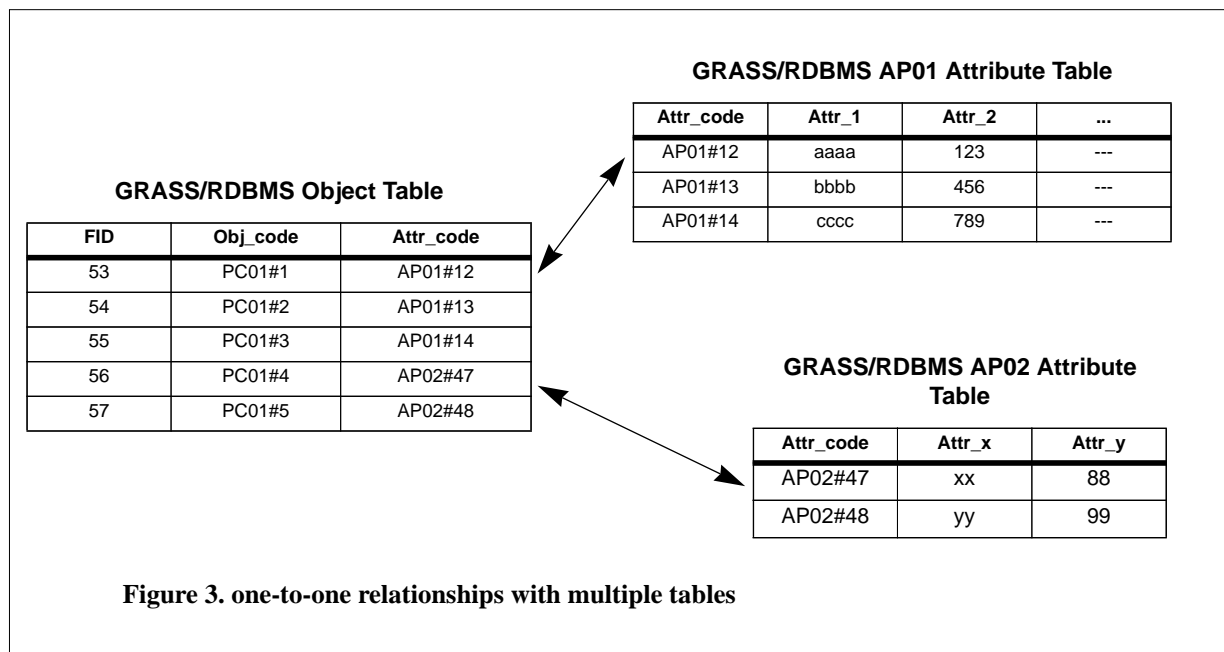 GRASS/RDBMS AP01 Attribute Table
Attr_code Attr_1 Attr_2 ...
AP01#12 aaaa 123 ---
AP01#13 bbbb 456 ---
AP01#14 cccc 789 ---
GRASS/RDBMS Object Table
FID Obj_code Attr_code
53 PC01#1 AP01#12
54 PC01#2 AP01#13
55 PC01#3 AP01#14
56 PC01#4 AP02#47
57 PC01#5 AP02#48
GRASS/RDBMS AP02 Attribute
Table
Attr_code Attr_x Attr_y
AP02#47 xx 88
AP02#48 yy 99
Figure 3. one-to-one relationships with multiple tables